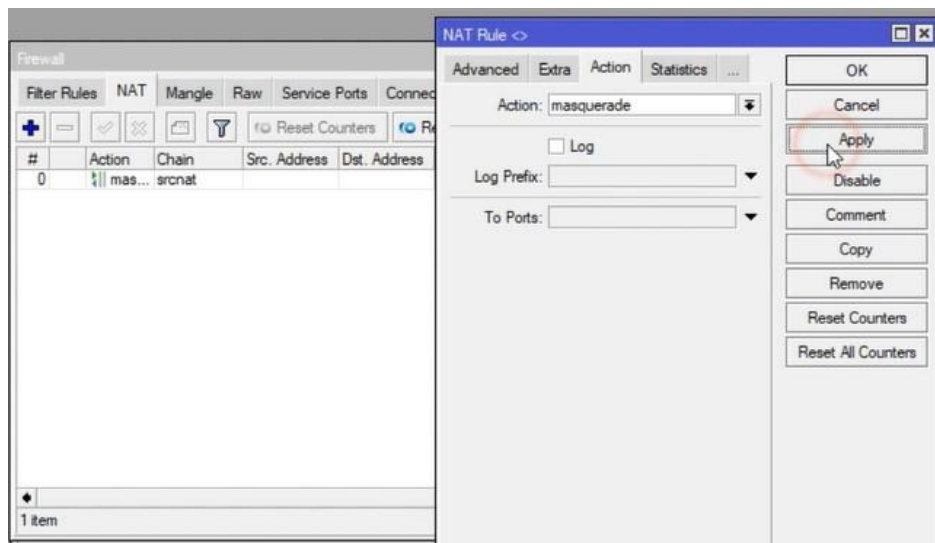 Firewall
Filter Rules NAT Mangle Raw Service Ports Connec
Reset Counters Re
# Action Chain Src. Address Dst. Address
0 mas... srcnat
1 item
NAT Rule <>
Advanced Extra Action Statistics ...
Action: masquerade
Log
Log Prefix:
To Ports:
OK
Cancel
Apply
Disable
Comment
Copy
Remove
Reset Counters
Reset All Counters